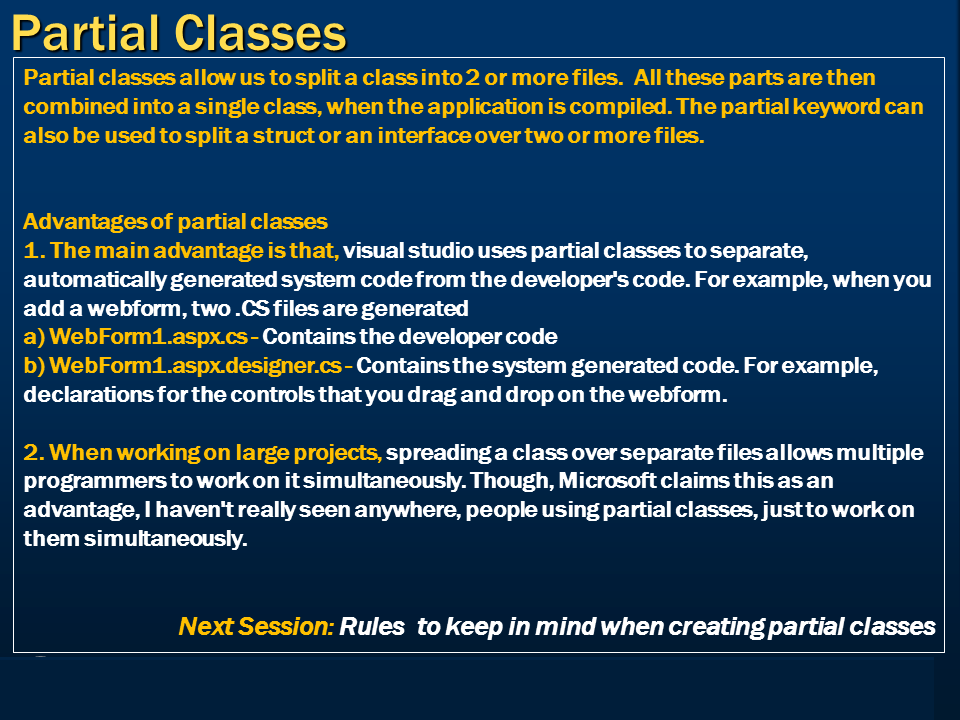 Partial Classes
Partial classes allow us to split a class into 2 or more files.  All these parts are then
combined into a single class, when the application is compiled. The partial keyword can
also be used to split a struct or an interface over two or more files.
Advantages of partial classes
1. The main advantage is that, visual studio uses partial classes to separate,
automatically generated system code from the developer's code. For example, when you
add a webform, two .CS files are generated
a) WebForm1.aspx.cs - Contains the developer code
b) WebForm1.aspx.designer.cs - Contains the system generated code. For example,
declarations for the controls that you drag and drop on the webform.
2. When working on large projects, spreading a class over separate files allows multiple
programmers to work on it simultaneously. Though, Microsoft claims this as an
advantage, I haven't really seen anywhere, people using partial classes, just to work on
them simultaneously.
Next Session: Rules  to keep in mind when creating partial classes